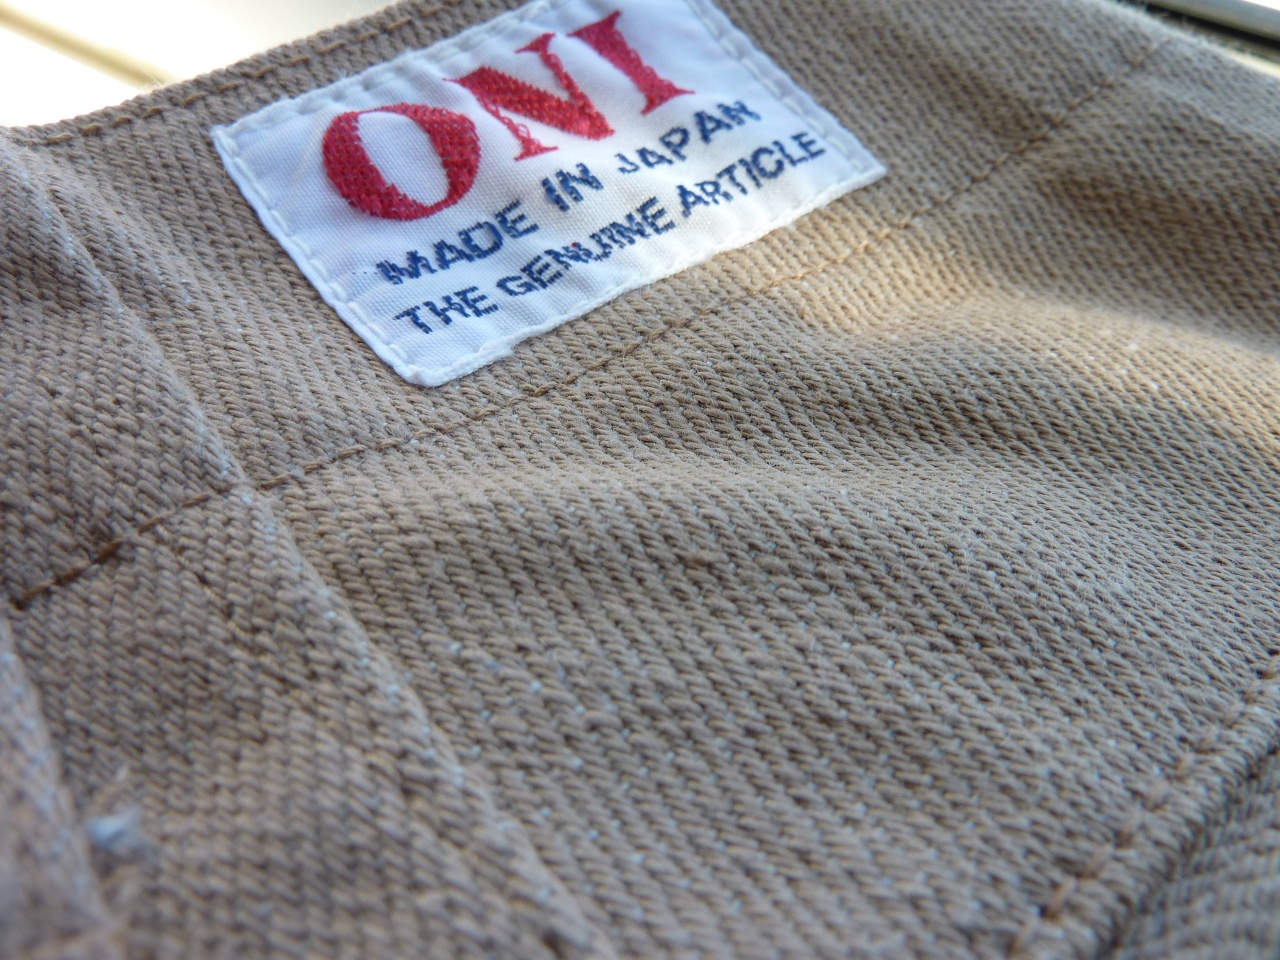 ONI
MADE IN JAPAN
THE GENUINE ARTICLE